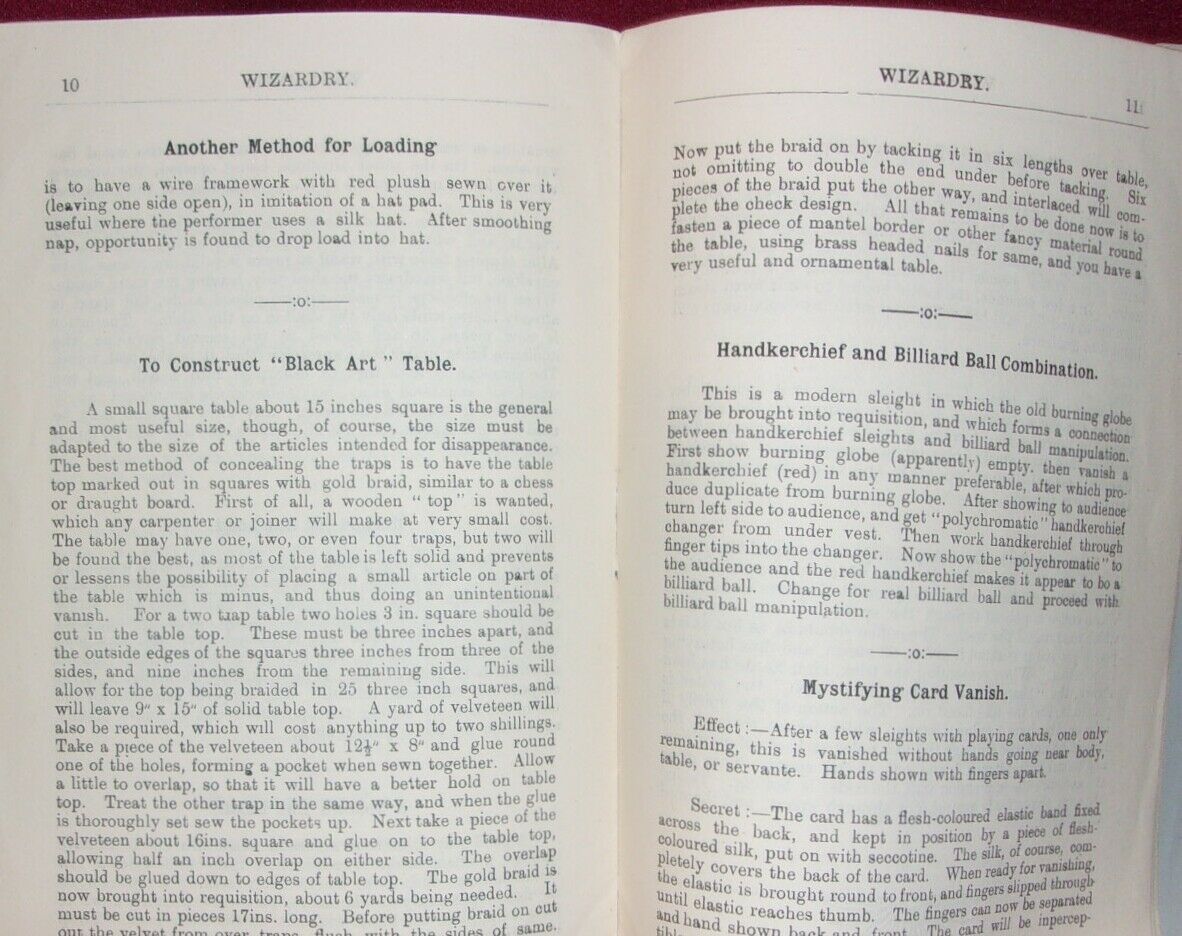 10
WIZARDRY.
Another Method for Loading
is to have a wire framework with red plush sewn over it
(leaving one side open), in imitation of a hat pad. This is very
useful where the performer uses a silk hat. After smoothing
nap, opportunity is found to drop load into hat.
——:o:——
To Construct “Black Art” Table.
A small square table about 15 inches square is the general
and most useful size, though, of course, the size must be
adapted to the size of the articles intended for disappearance.
The best method of concealing the traps is to have the table
top marked out in squares with gold braid, similar to a chess
or draught board. First of all, a wooden “top” is wanted,
which any carpenter or joiner will make at very small cost.
The table may have one, two, or even four traps, but two will
be found the best, as most of the table is left solid and prevents
or lessens the possibility of placing a small article on part of
the table which is minus, and thus doing an unintentional
vanish. For a two trap table two holes 3 in. square should be
cut in the table top. These must be three inches apart, and
the outside edges of the squares three inches from three of the
sides, and nine inches from the remaining side. This will
allow for the top being braided in 25 three inch squares, and
will leave 9" x 15" of solid table top. A yard of velveteen will
also be required, which will cost anything up to two shillings.
Take a piece of the velveteen about 12½" x 8" and glue round
one of the holes, forming a pocket when sewn together. Allow
a little to overlap, so that it will have a better hold on table
top. Treat the other trap in the same way, and when the glue
is thoroughly set sew the pockets up. Next take a piece of the
velveteen about 16ins. square and glue on to the table top,
allowing half an inch overlap on either side. The overlap
should be glued down to edges of table top. The gold braid is
now brought into requisition, about 6 yards being needed. It
must be cut in pieces 17ins. long. Before putting braid on cut
out the velvet from over traps, flush with the sides of same.
WIZARDRY.
11
Now put the braid on by tacking it in six lengths over table,
not omitting to double the end under before tacking. Six
pieces of the braid put the other way, and interlaced will com-
plete the check design. All that remains to be done now is to
fasten a piece of mantel border or other fancy material round
the table, using brass headed nails for same, and you have a
very useful and ornamental table.
——:o:——
Handkerchief and Billiard Ball Combination.
This is a modern sleight in which the old burning globe
may be brought into requisition, and which forms a connection
between handkerchief sleights and billiard ball manipulation.
First show burning globe (apparently) empty. then vanish a
handkerchief (red) in any manner preferable, after which pro-
duce duplicate from burning globe. After showing to audience
turn left side to audience, and get “polychromatic” handkerchief
changer from under vest. Then work handkerchief through
finger tips into the changer. Now show the “polychromatic” to
the audience and the red handkerchief makes it appear to be a
billiard ball. Change for real billiard ball and proceed with
billiard ball manipulation.
——:o:——
Mystifying Card Vanish.
Effect:—After a few sleights with playing cards, one only
remaining, this is vanished without hands going near body,
table, or servante. Hands shown with fingers apart.
Secret:—The card has a flesh-coloured elastic band fixed
across the back, and kept in position by a piece of flesh-
coloured silk, put on with seccotine. The silk, of course, com-
pletely covers the back of the card. When ready for vanishing,
the elastic is brought round to front, and fingers slipped through
until elastic reaches thumb. The fingers can now be separated
and hand shown back and front. The card will be impercep-